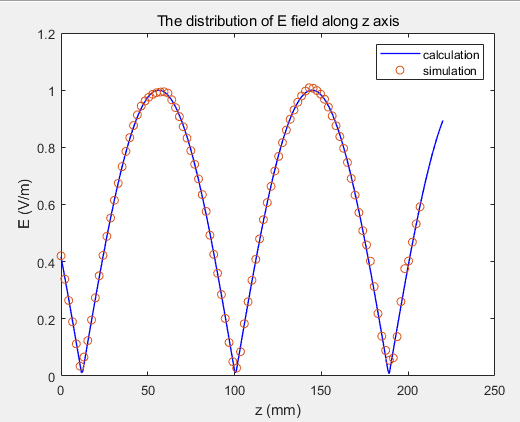 The distribution of E field along z axis
1.2
calculation
simulation
1
0.8
0.6
0.4
0.2
0
E (V/m)
0 50 100 150 200 250
z (mm)